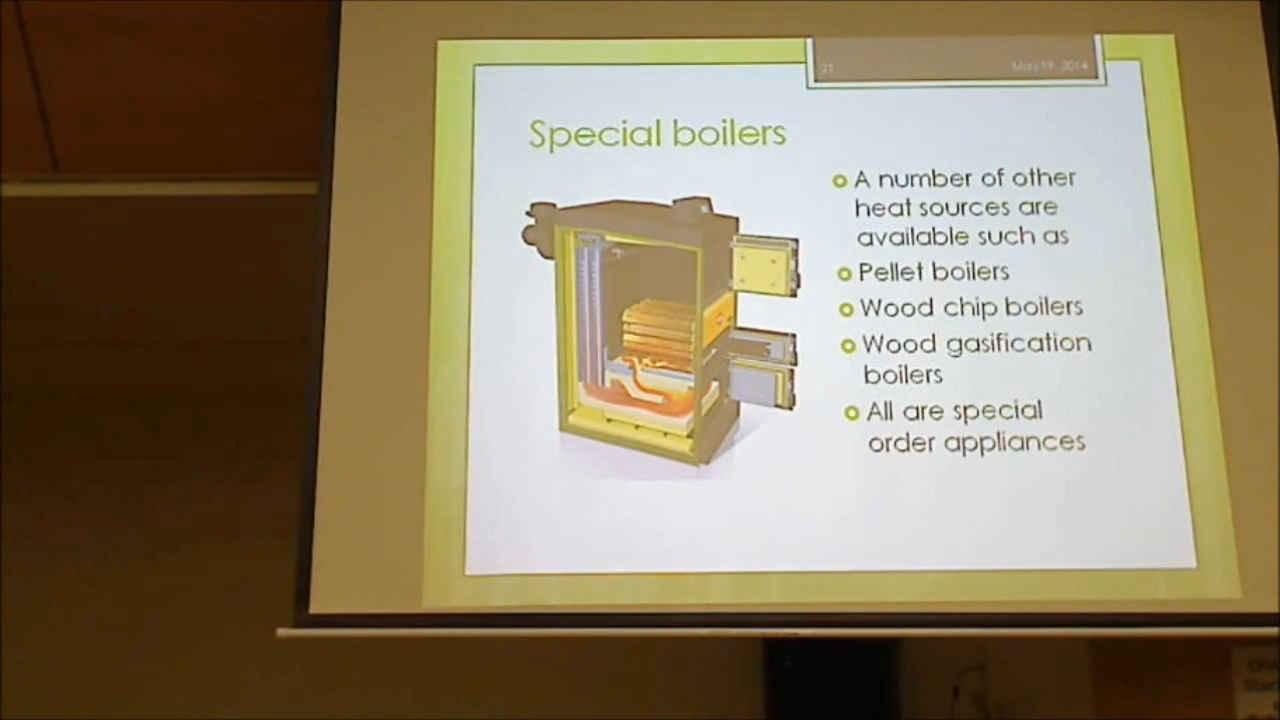 21 May 19, 2014
Special boilers
A number of other
heat sources are
available such as
Pellet boilers
Wood chip boilers
Wood gasification
boilers
All are special
order appliances